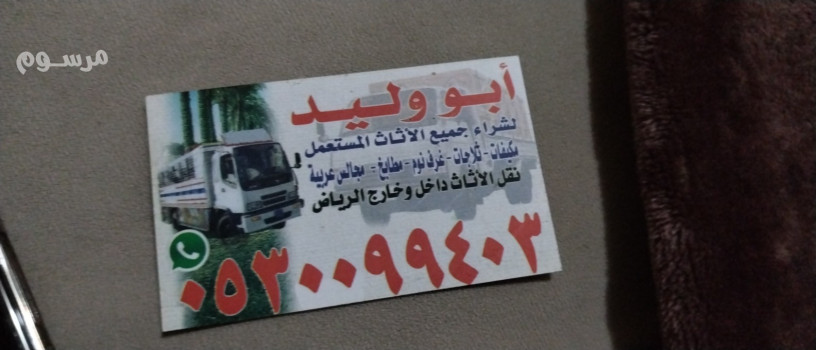 مرسوم
أبو وليد
لشراء جميع الأثاث المستعمل
مكيفات - ثلاجات - غرف نوم - مطابخ - مجالس عربية
نقل الأثاث داخل وخارج الرياض
٠٥٣٠٠٩٩٤٠٣